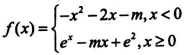 f(x) = { -x² - 2x - m, x < 0
e^x - mx + e², x ≥ 0